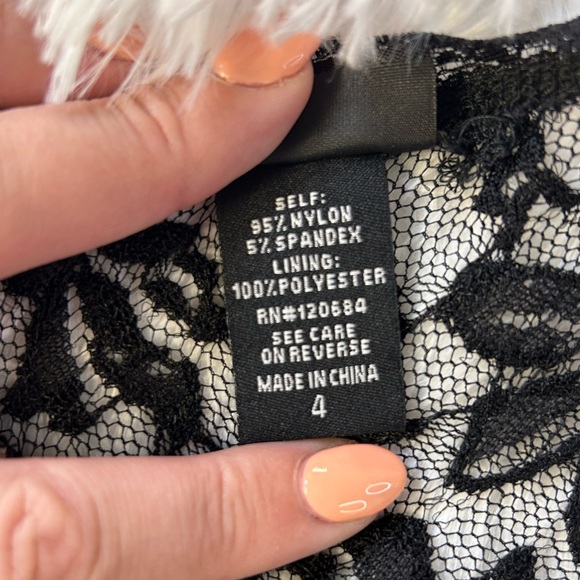 SELF:
95% NYLON
5% SPANDEX
LINING:
100% POLYESTER
RN#120684
SEE CARE
ON REVERSE
MADE IN CHINA
4